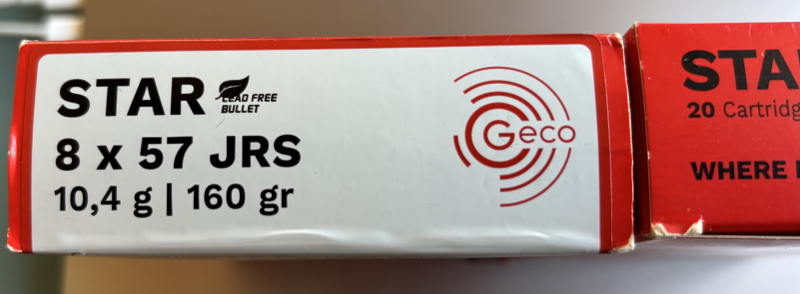 STAR
LEAD FREE
BULLET
8 x 57 JRS
10,4 g | 160 gr
Geco
STA
20 Cartridg
WHERE